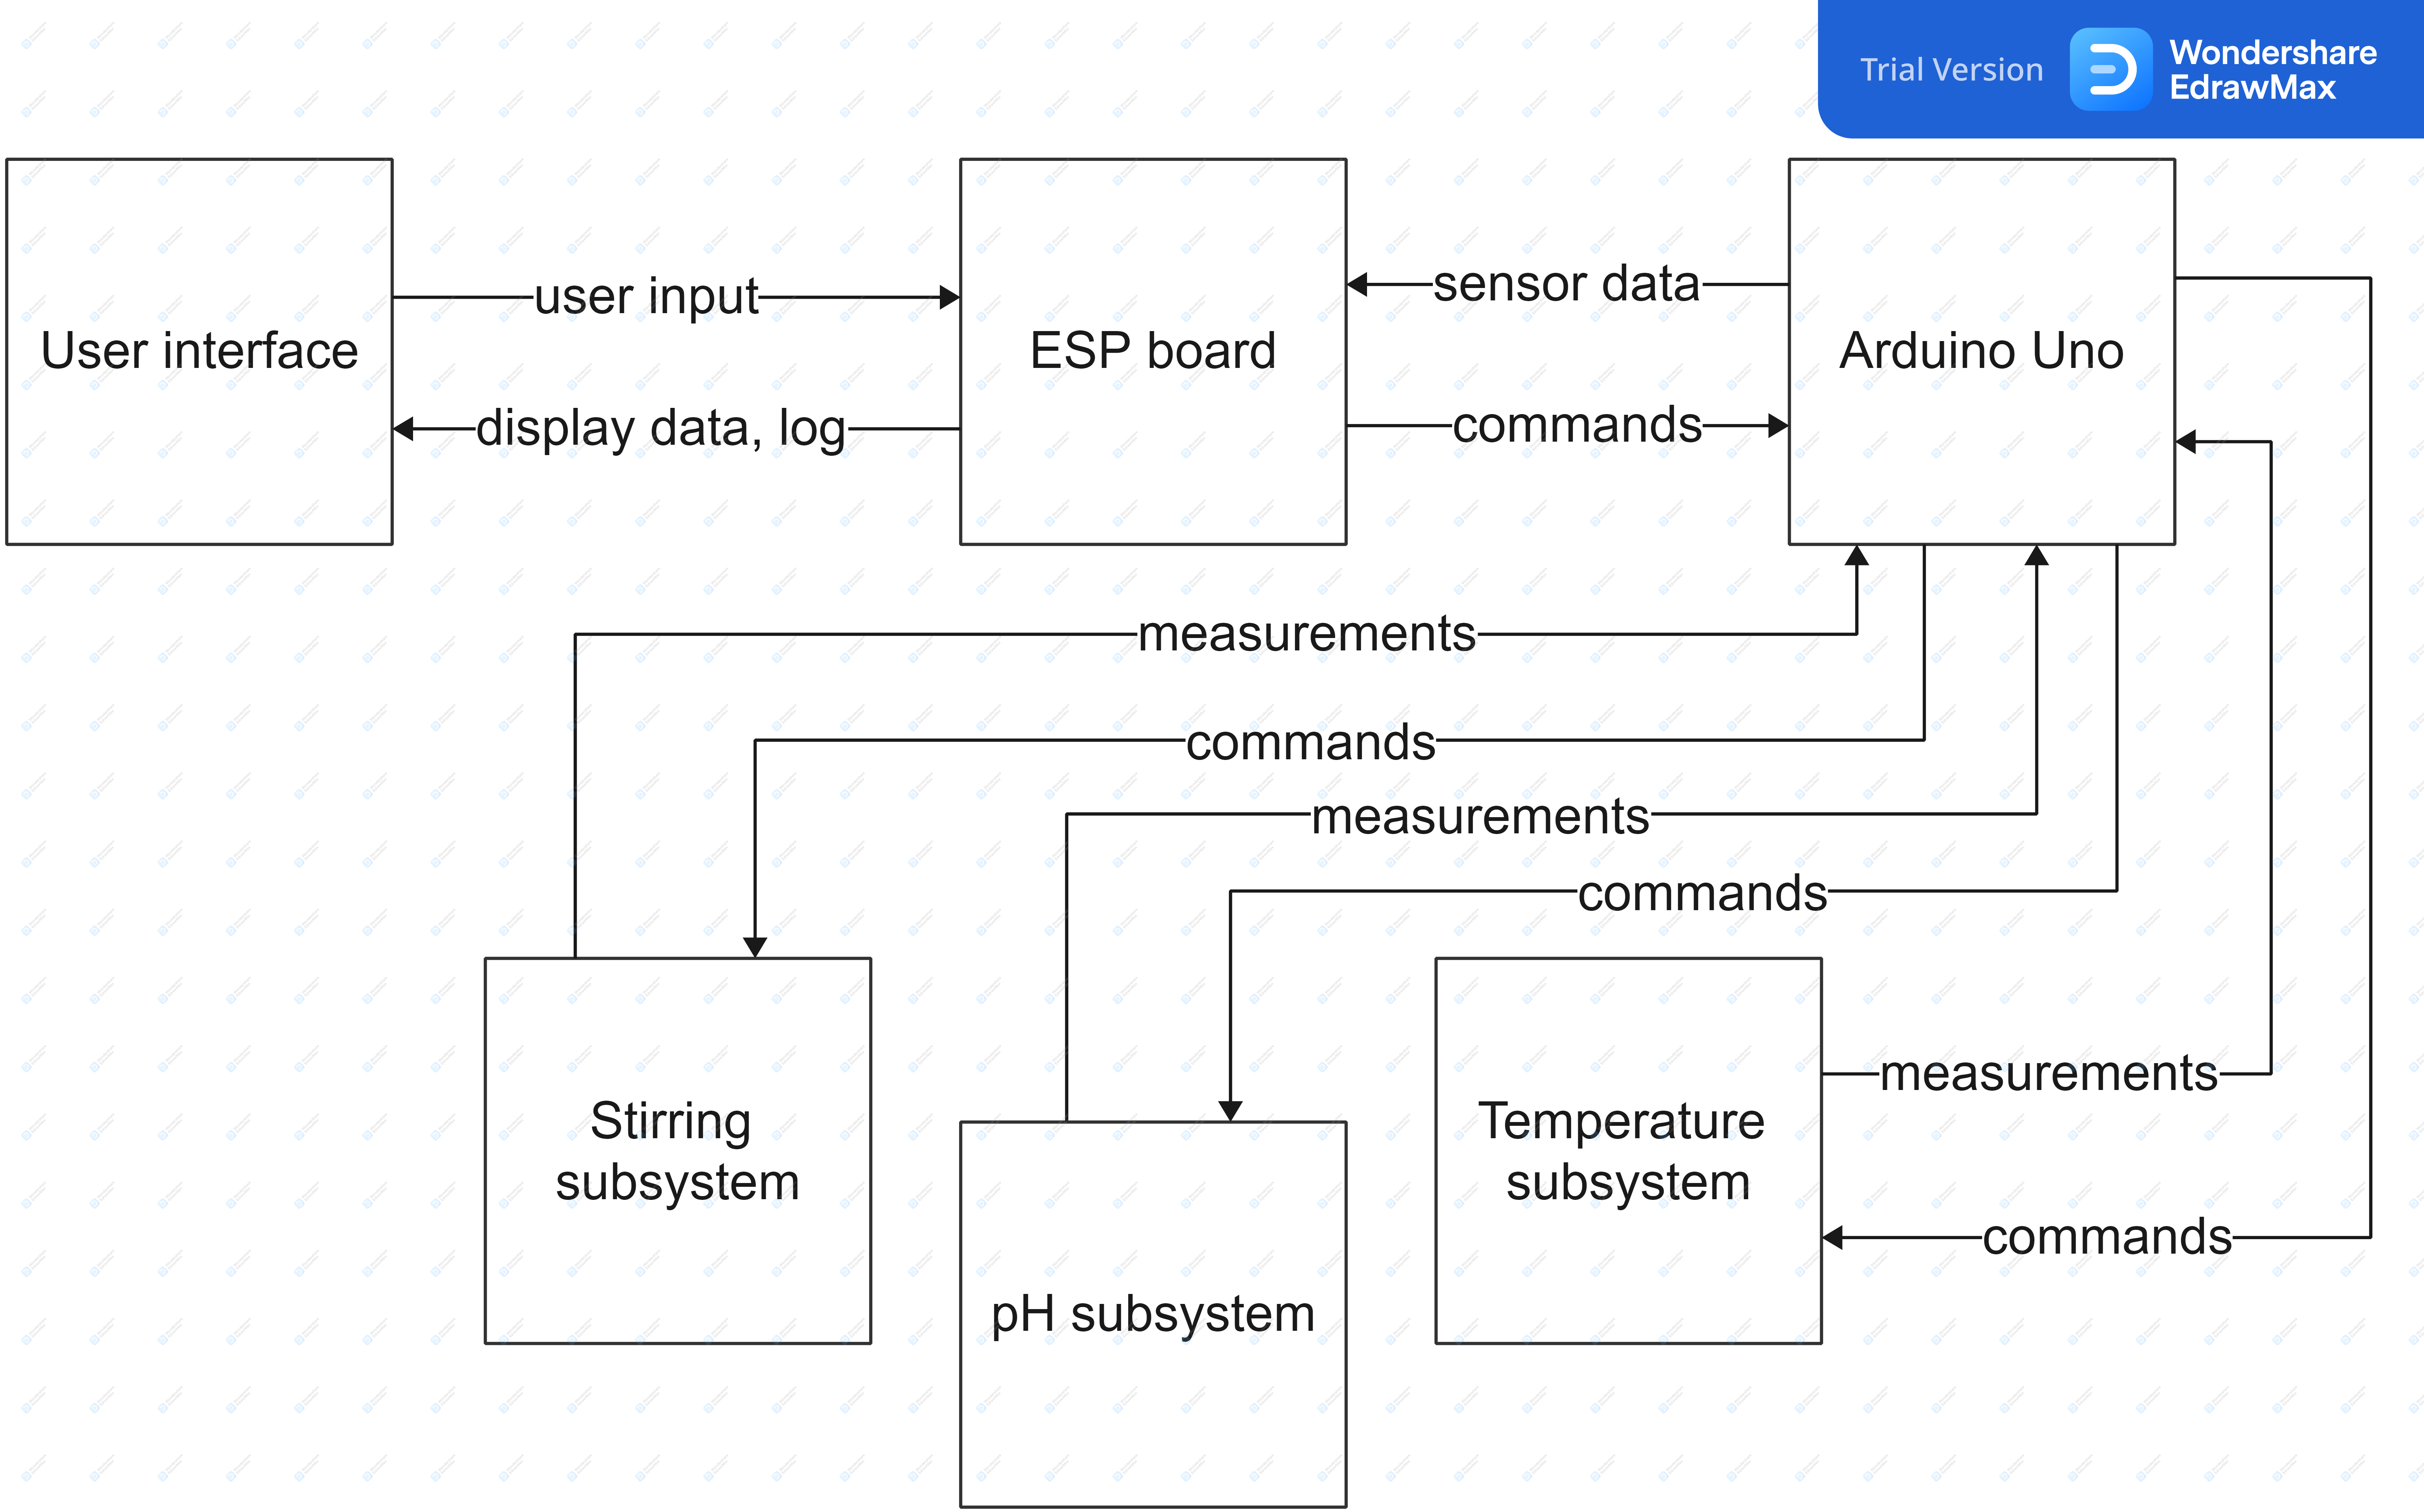 Trial Version
Wondershare
EdrawMax
User interface
user input
display data, log
ESP board
sensor data
commands
Arduino Uno
measurements
commands
measurements
commands
Stirring
subsystem
pH subsystem
Temperature
subsystem
measurements
commands